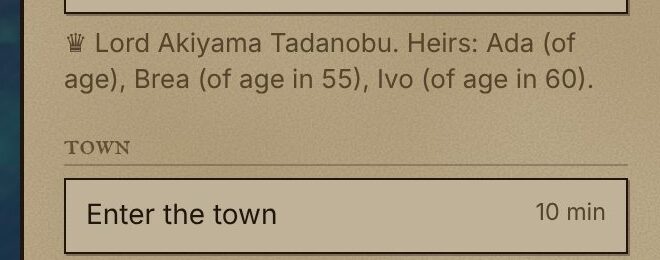 ♛ Lord Akiyama Tadanobu. Heirs: Ada (of
age), Brea (of age in 55), Ivo (of age in 60).
TOWN
Enter the town 10 min